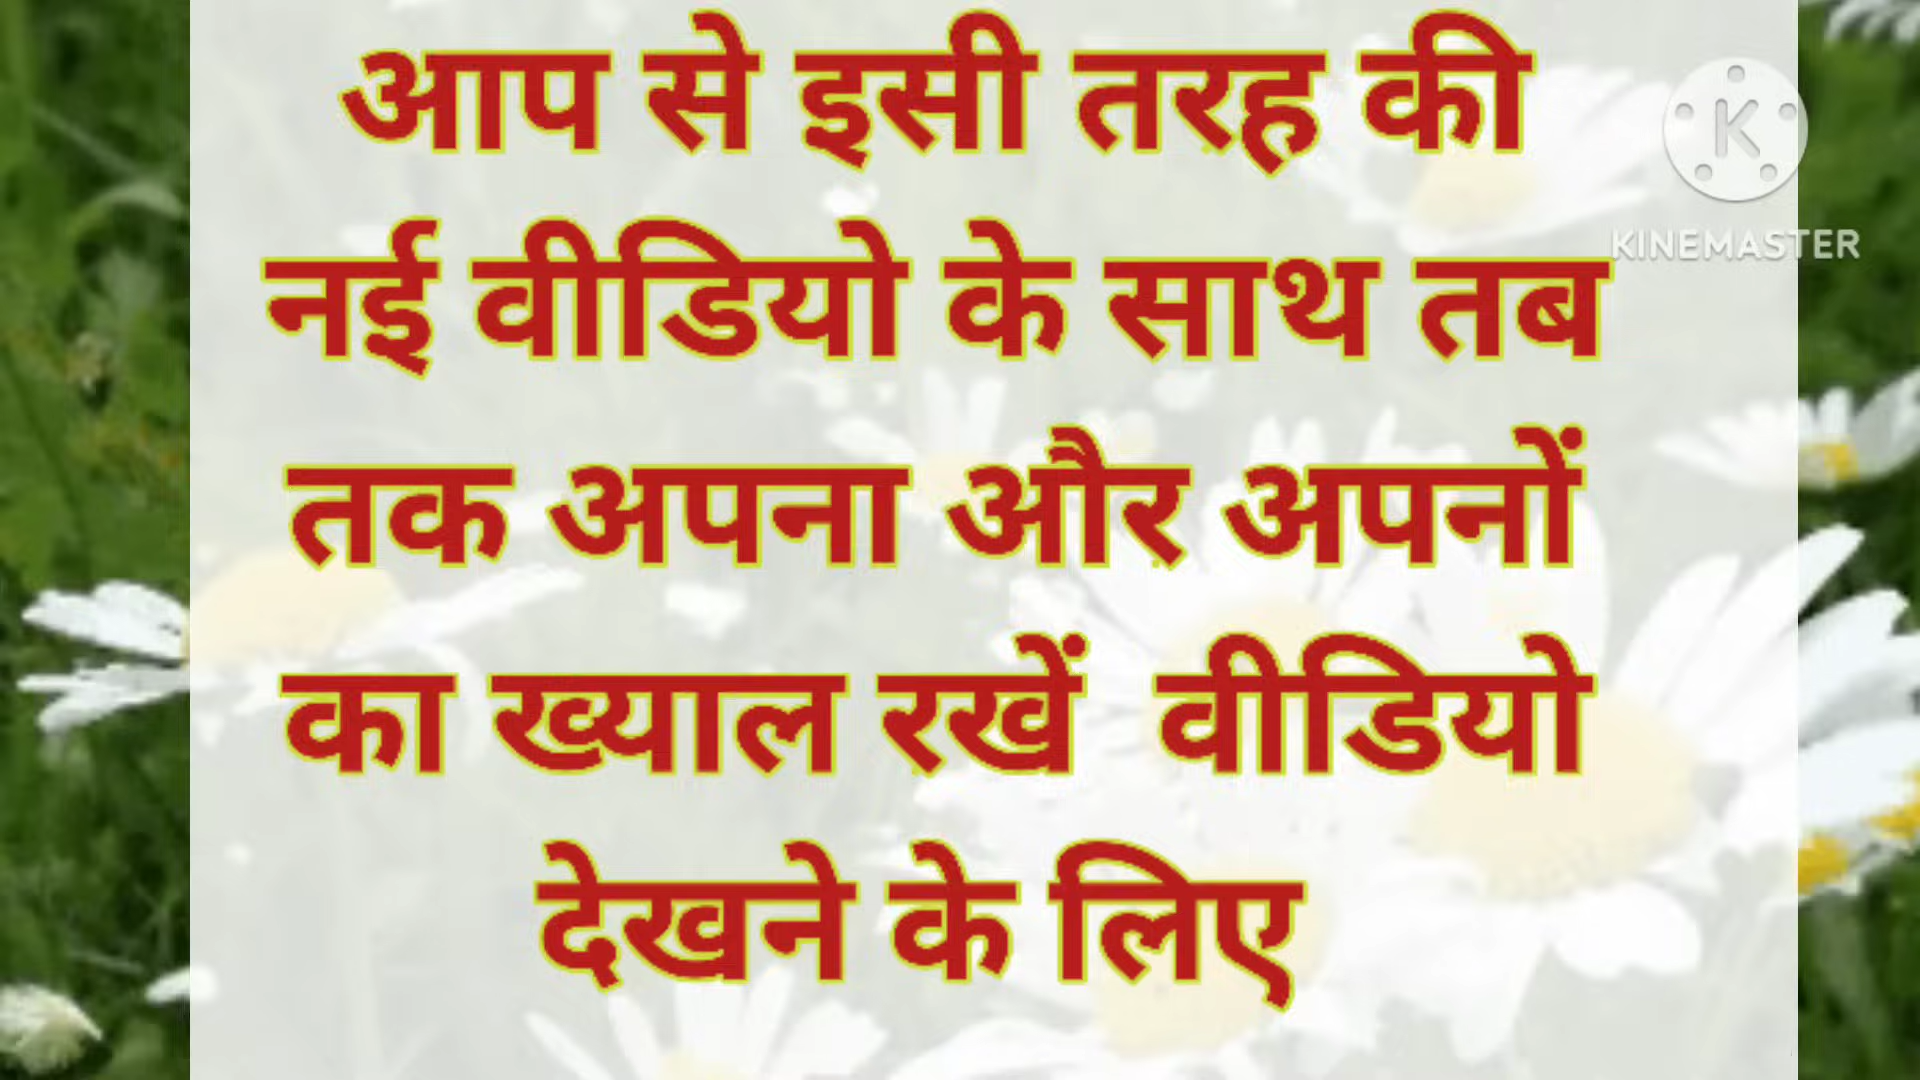 आप से इसी तरह की
नई वीडियो के साथ तब
तक अपना और अपनों
का ख्याल रखें वीडियो
देखने के लिए
K
KINEMASTER